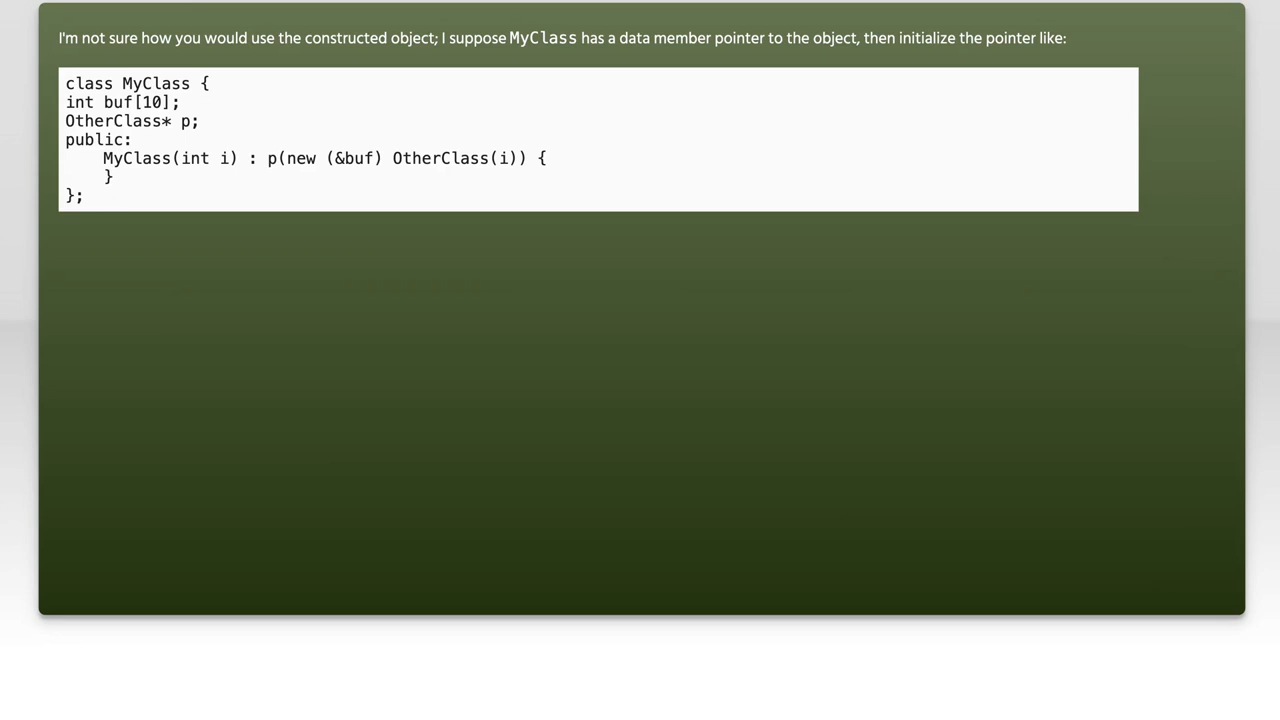 I'm not sure how you would use the constructed object; I suppose MyClass has a data member pointer to the object, then initialize the pointer like:
class MyClass {
int buf[10];
OtherClass* p;
public:
    MyClass(int i) : p(new (&buf) OtherClass(i)) {
    }
};